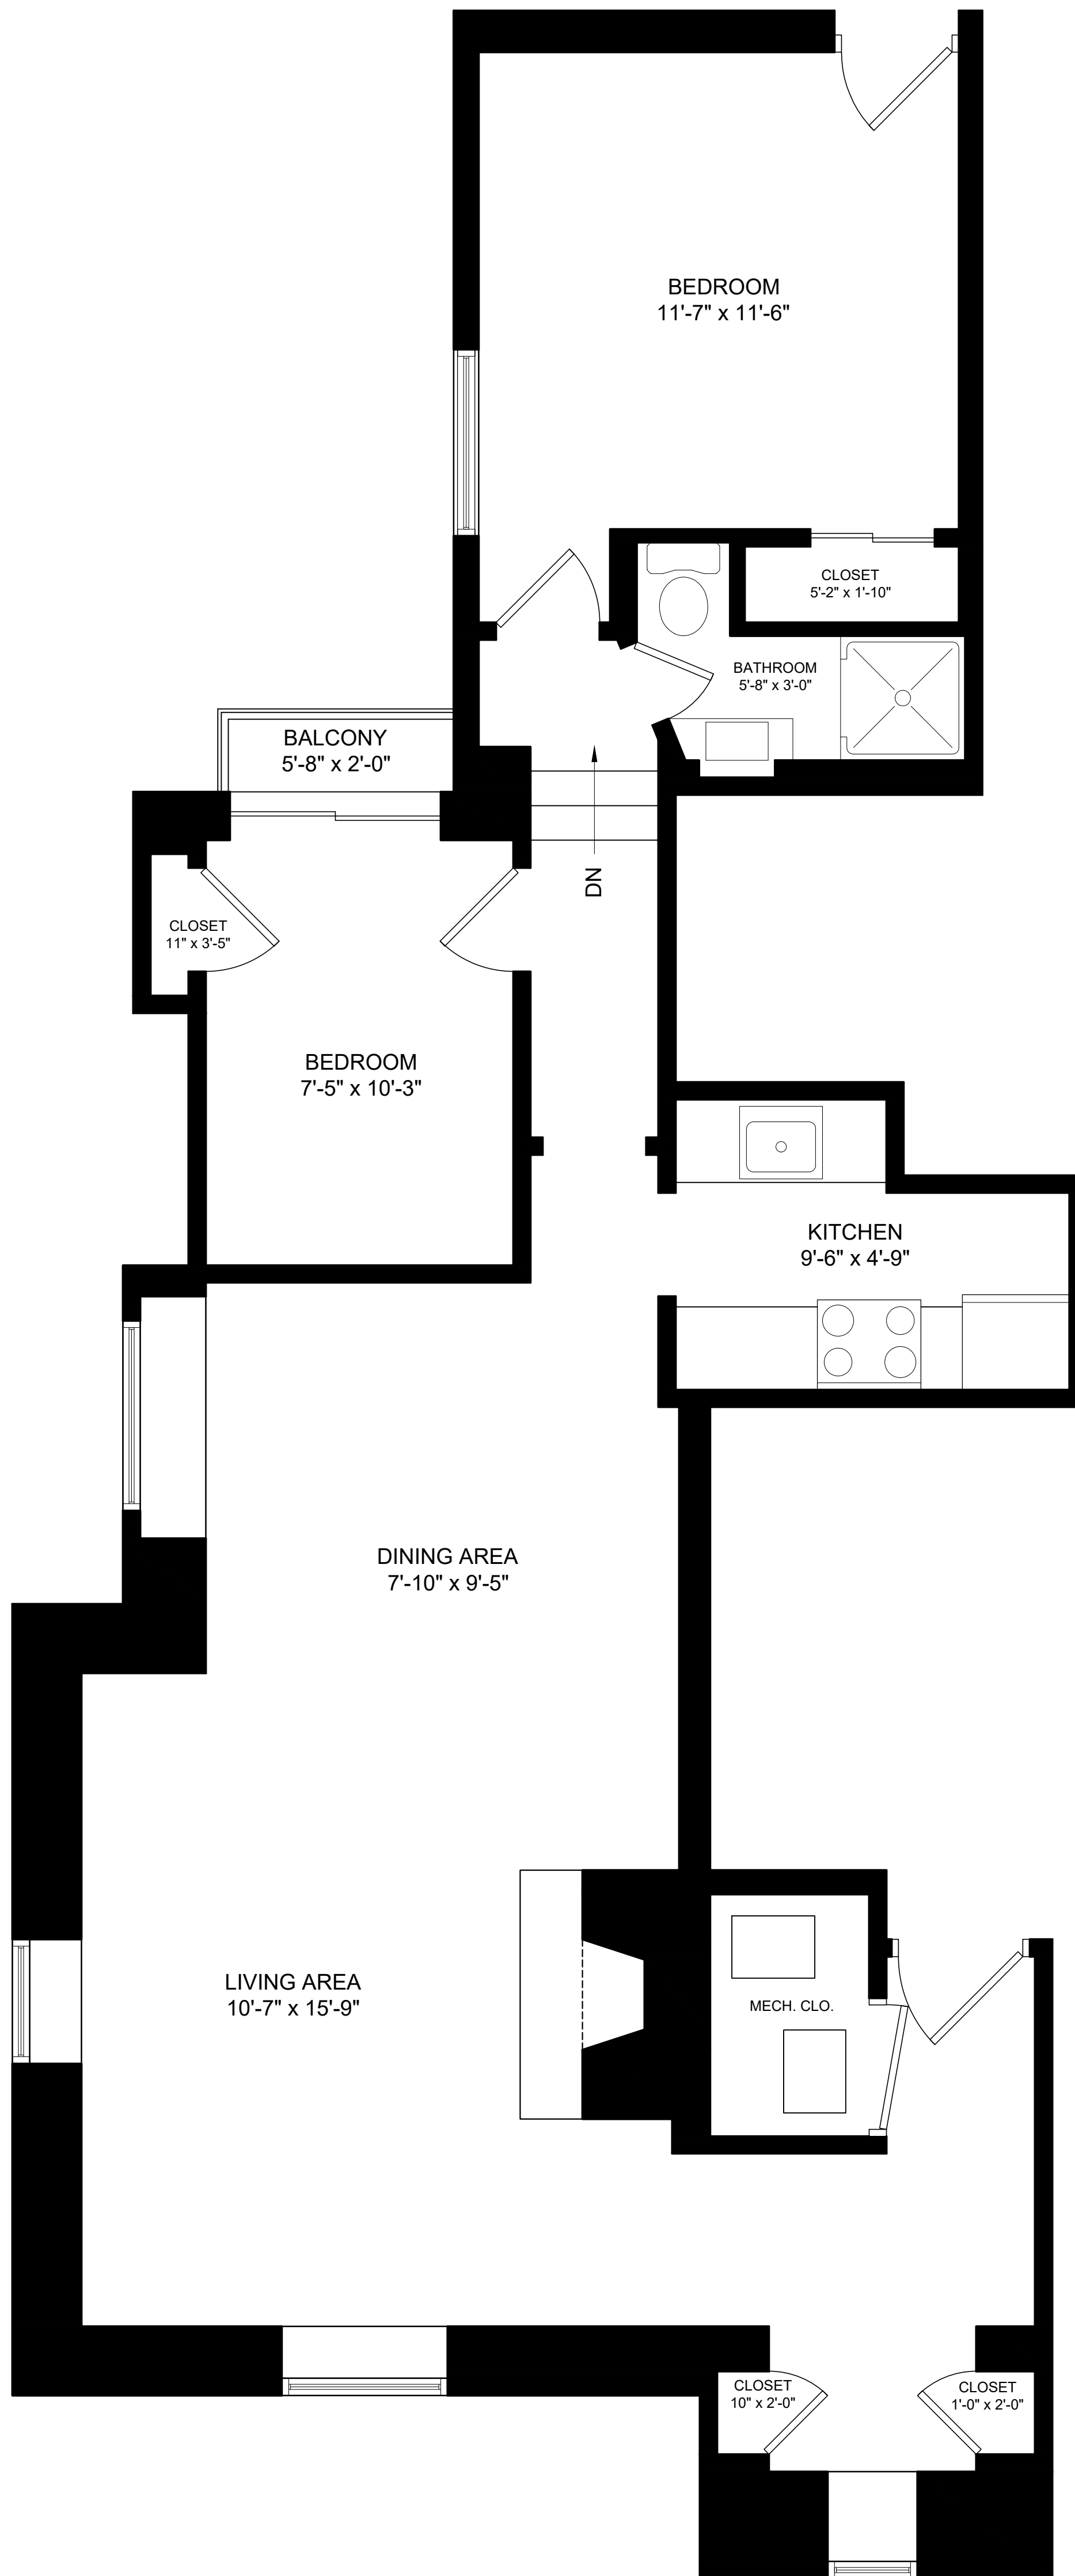 BEDROOM
11'-7" x 11'-6"
CLOSET
5'-2" x 1'-10"
BATHROOM
5'-8" x 3'-0"
BALCONY
5'-8" x 2'-0"
DN
CLOSET
11" x 3'-5"
BEDROOM
7'-5" x 10'-3"
KITCHEN
9'-6" x 4'-9"
DINING AREA
7'-10" x 9'-5"
LIVING AREA
10'-7" x 15'-9"
MECH. CLO.
CLOSET
10" x 2'-0"
CLOSET
1'-0" x 2'-0"